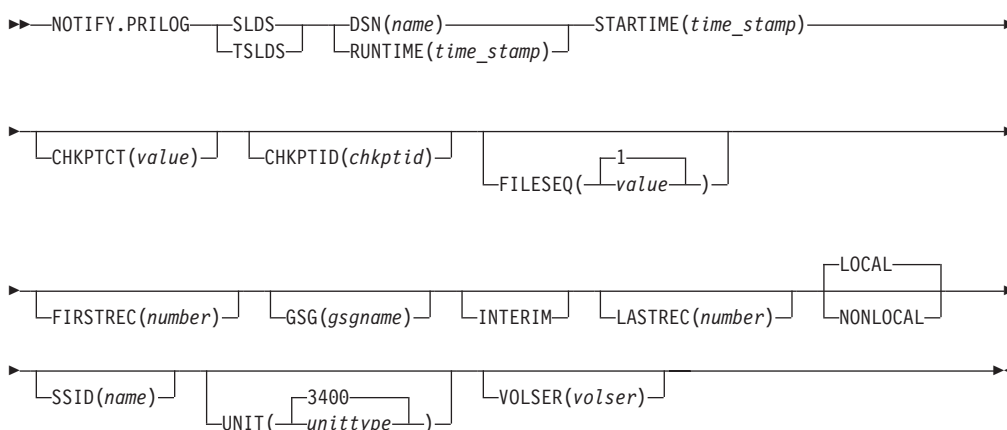 NOTIFY.PRILOG SLDS DSN(name) STARTIME(time_stamp)
TSLDS RUNTIME(time_stamp)
CHKPTCT(value) CHKPTID(chkptid) 1
FILESEQ( value )
LOCAL
FIRSTREC(number) GSG(gsgname) INTERIM LASTREC(number) NONLOCAL
SSID(name) 3400 VOLSER(volser)
UNIT( unittype )